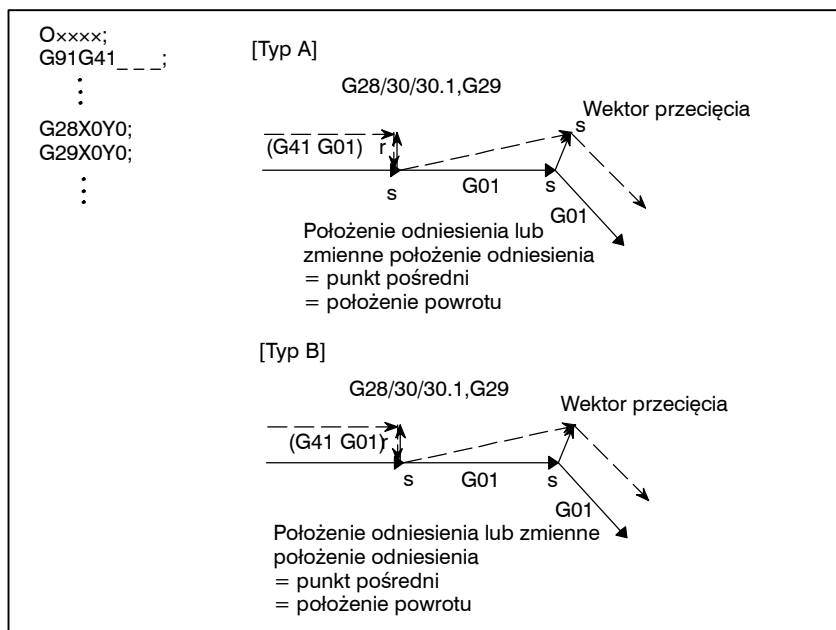 O××××;
G91G41_ _ _;
G28X0Y0;
G29X0Y0;
[Typ A]
G28/30/30.1,G29
Wektor przecięcia
s
(G41 G01)
r
s
G01
s
G01
Położenie odniesienia lub
zmienne położenie odniesienia
= punkt pośredni
= położenie powrotu
[Typ B]
G28/30/30.1,G29
Wektor przecięcia
(G41 G01)
r
s
G01
s
G01
Położenie odniesienia lub zmienne
położenie odniesienia
= punkt pośredni
= położenie powrotu